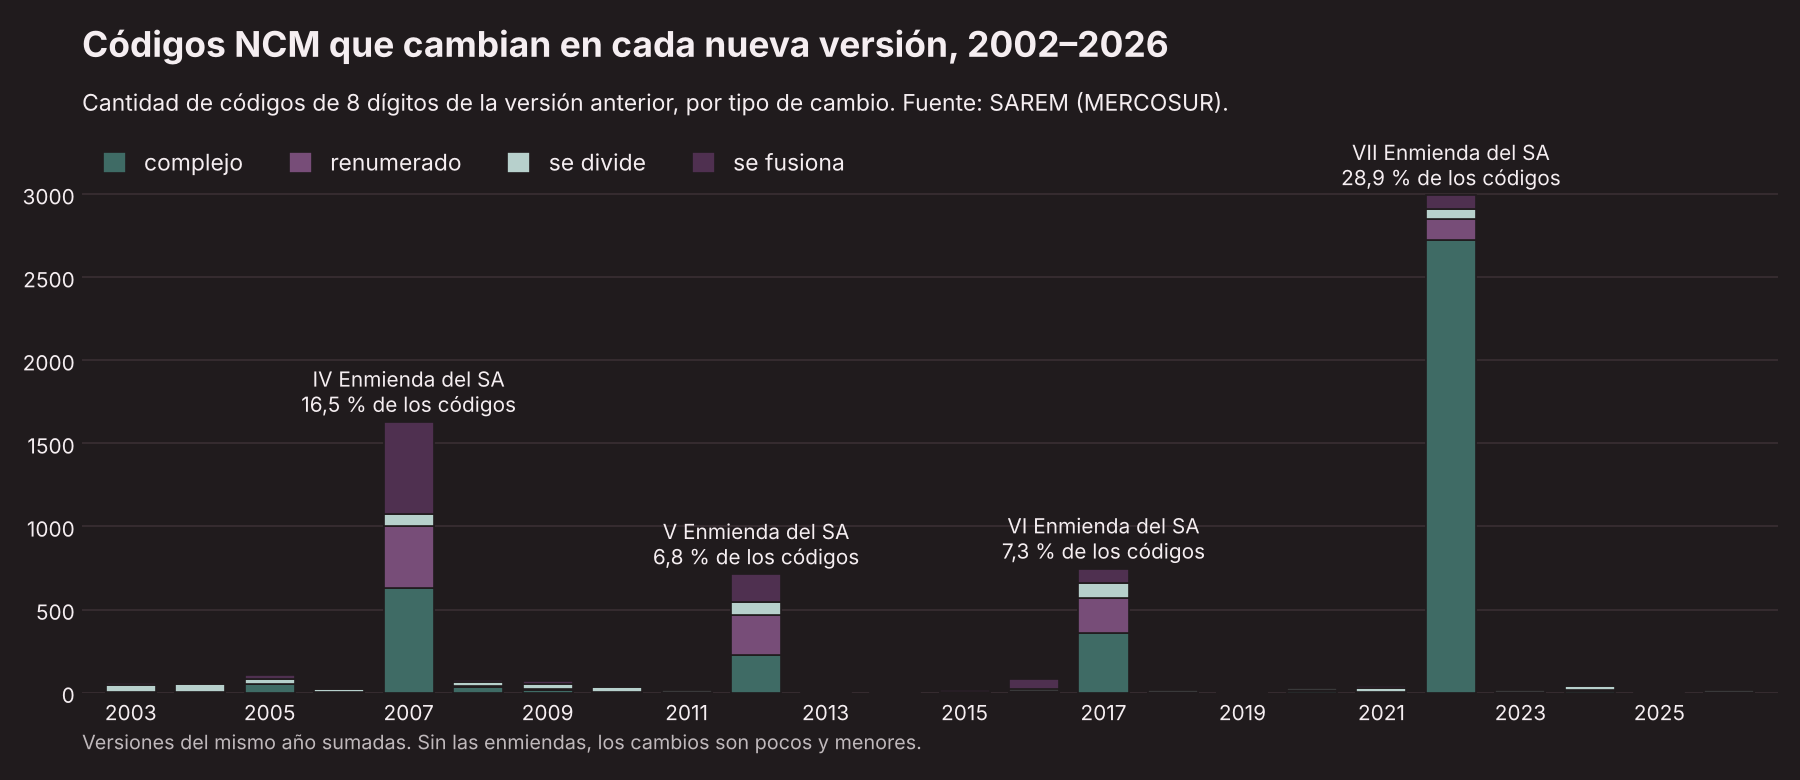 Códigos NCM que cambian en cada nueva versión, 2002–2026
Cantidad de códigos de 8 dígitos de la versión anterior, por tipo de cambio. Fuente: SAREM (MERCOSUR).
complejo
renumerado
se divide
se fusiona
VII Enmienda del SA
28,9 % de los códigos
3000
2500
2000
IV Enmienda del SA
16,5 % de los códigos
1500
1000
V Enmienda del SA
6,8 % de los códigos
VI Enmienda del SA
7,3 % de los códigos
500
0
2003 2005 2007 2009 2011 2013 2015 2017 2019 2021 2023 2025
Versiones del mismo año sumadas. Sin las enmiendas, los cambios son pocos y menores.